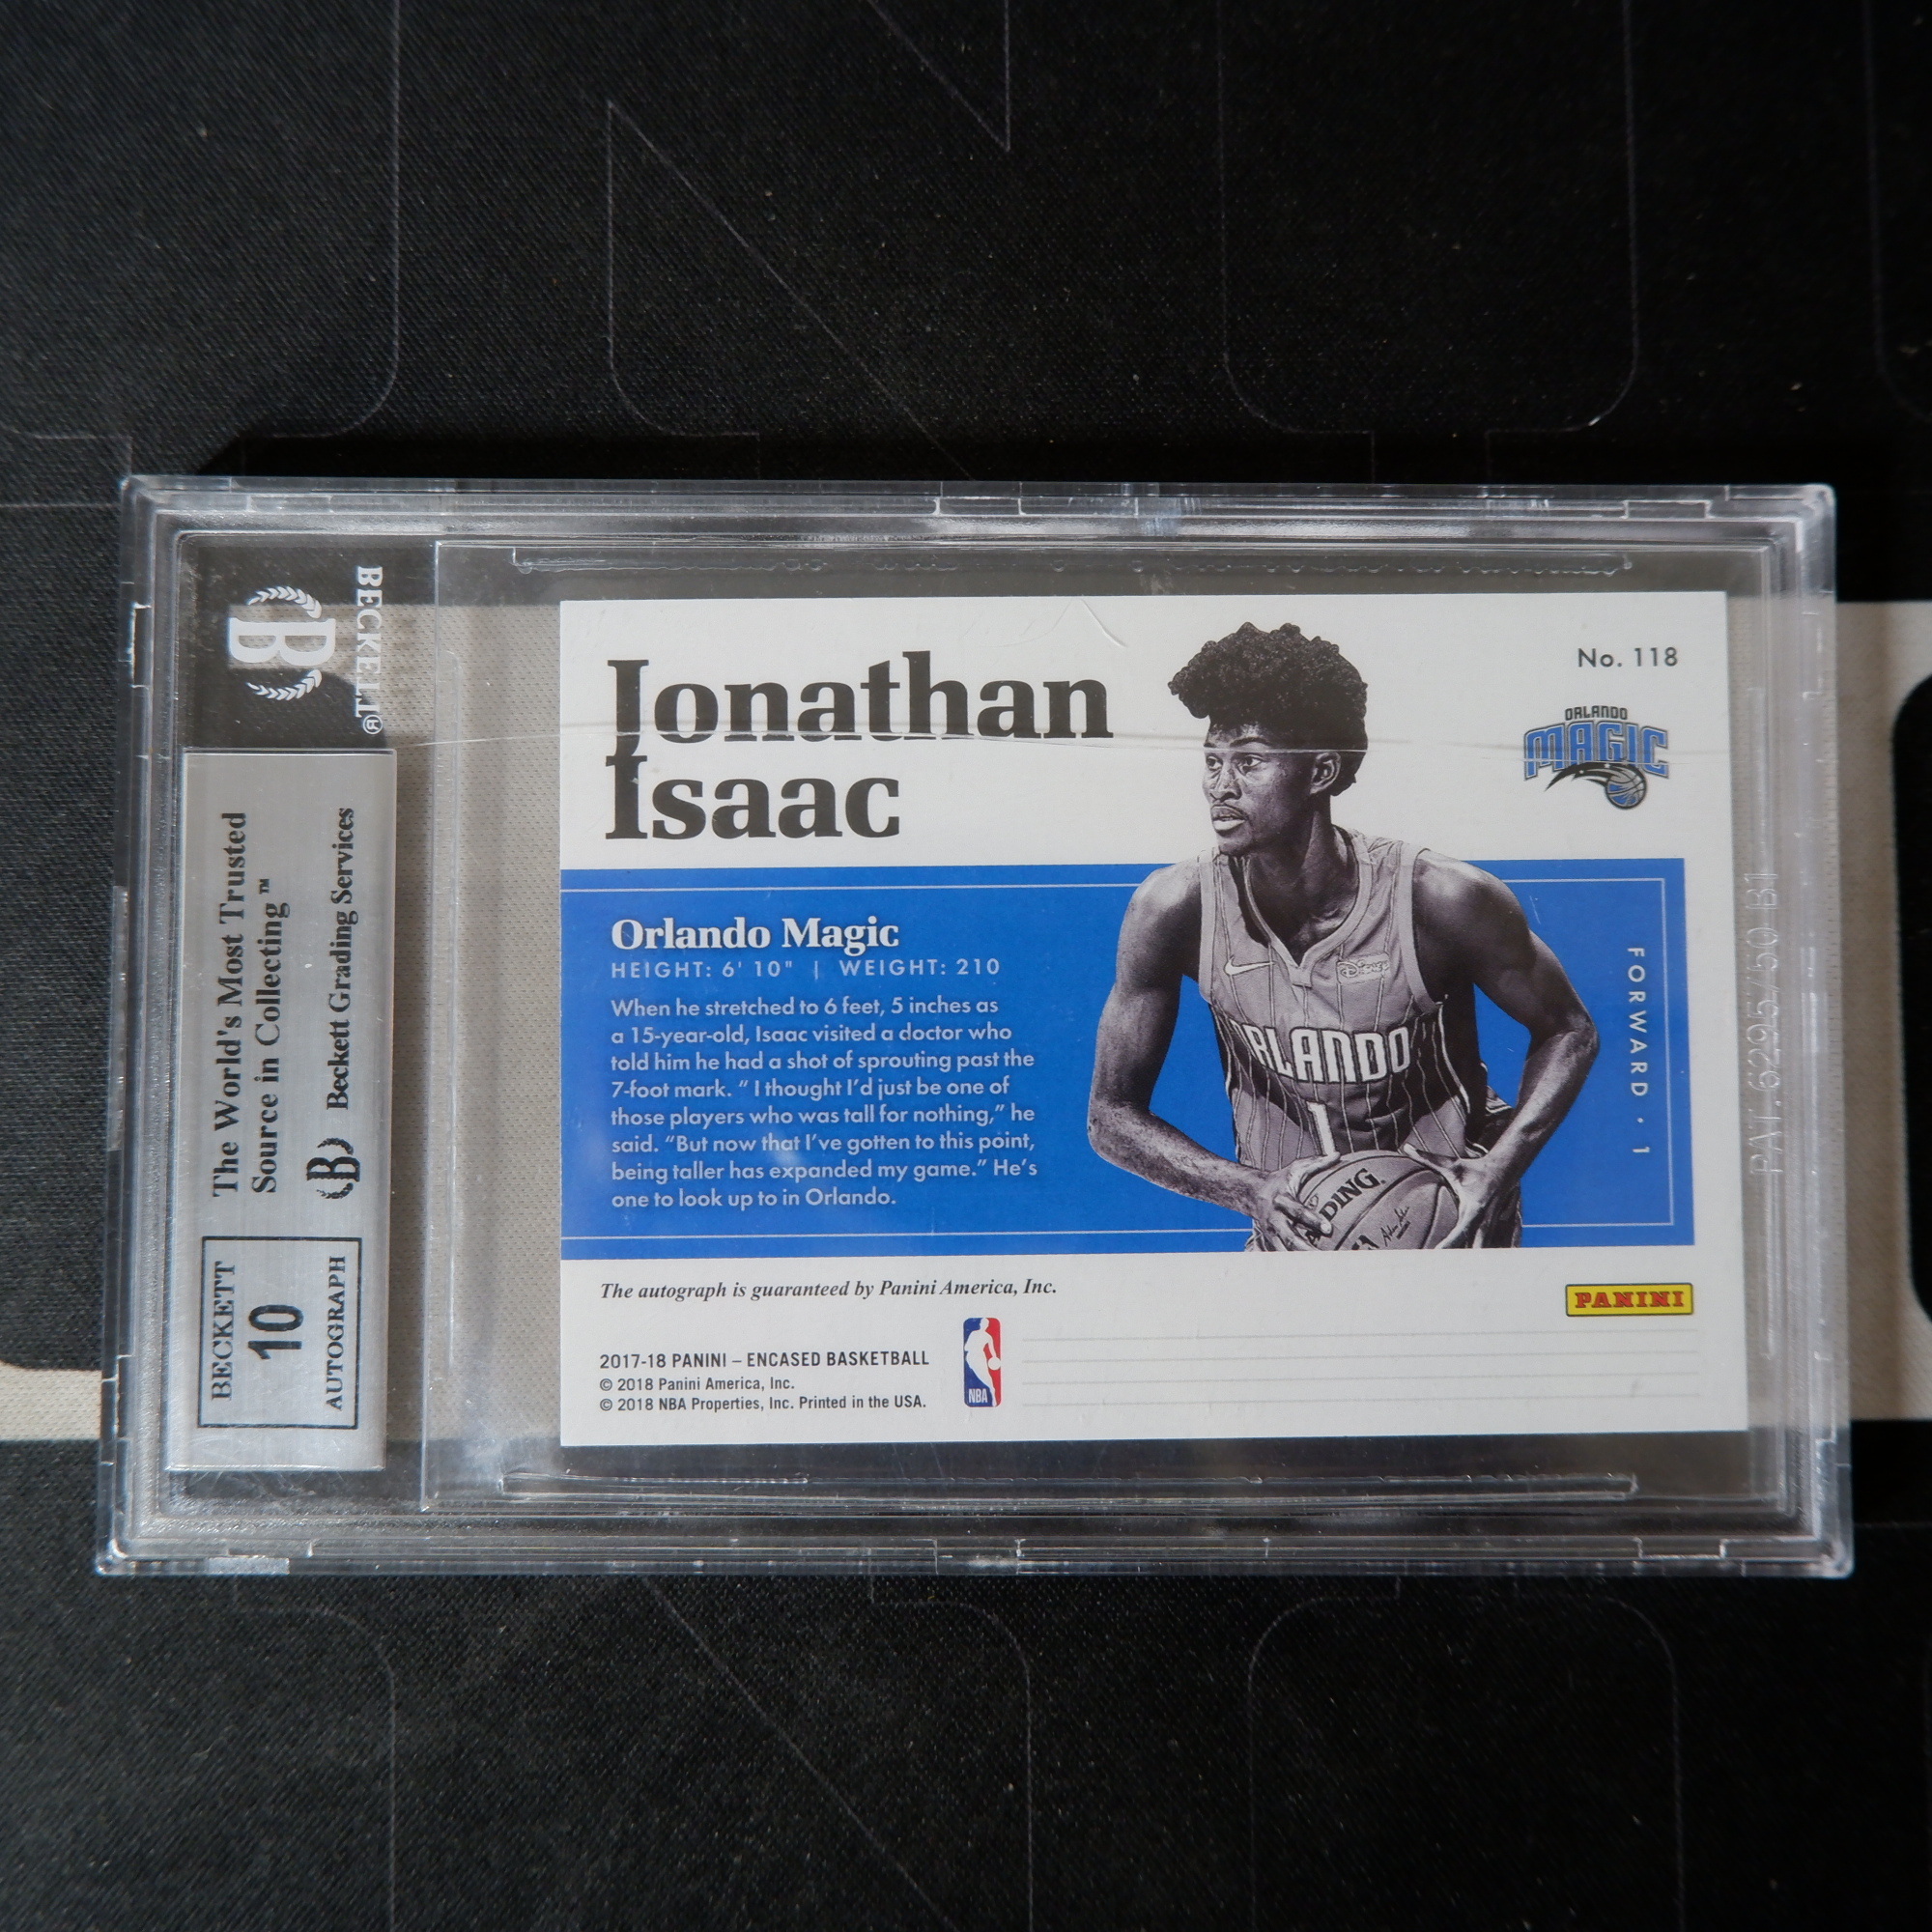 BECKETT®
B
The World's Most Trusted
Source in Collecting™
B Beckett Grading Services
BECKETT
10
AUTOGRAPH
Jonathan
Isaac
No. 118
ORLANDO
MAGIC
Orlando Magic
HEIGHT: 6' 10" | WEIGHT: 210
When he stretched to 6 feet, 5 inches as
a 15-year-old, Isaac visited a doctor who
told him he had a shot of sprouting past the
7-foot mark. " I thought I'd just be one of
those players who was tall for nothing," he
said. "But now that I've gotten to this point,
being taller has expanded my game." He's
one to look up to in Orlando.
Disney
ORLANDO
1
FORWARD • 1
The autograph is guaranteed by Panini America, Inc.
PANINI
2017-18 PANINI – ENCASED BASKETBALL
© 2018 Panini America, Inc.
© 2018 NBA Properties, Inc. Printed in the USA.
NBA
PAT. 6295750 B1